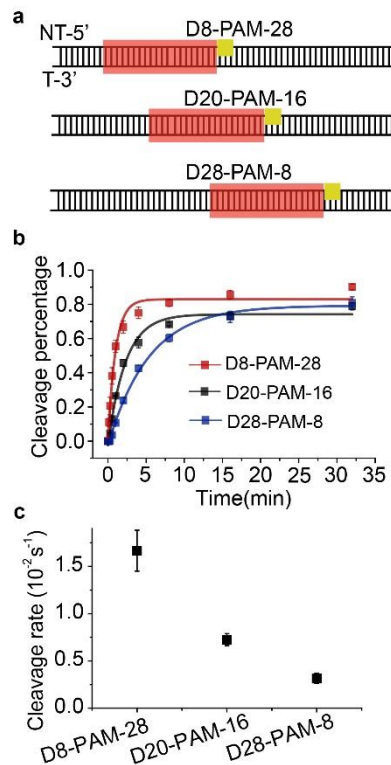 a
D8-PAM-28
NT-5’
T-3’
D20-PAM-16
D28-PAM-8
b
Cleavage percentage
1.0
0.8
0.6
0.4
0.2
0.0
D8-PAM-28
D20-PAM-16
D28-PAM-8
0 5 10 15 20 25 30 35
Time(min)
c
Cleavage rate (10⁻² s⁻¹)
1.5
1.0
0.5
0.0
D8-PAM-28
D20-PAM-16
D28-PAM-8